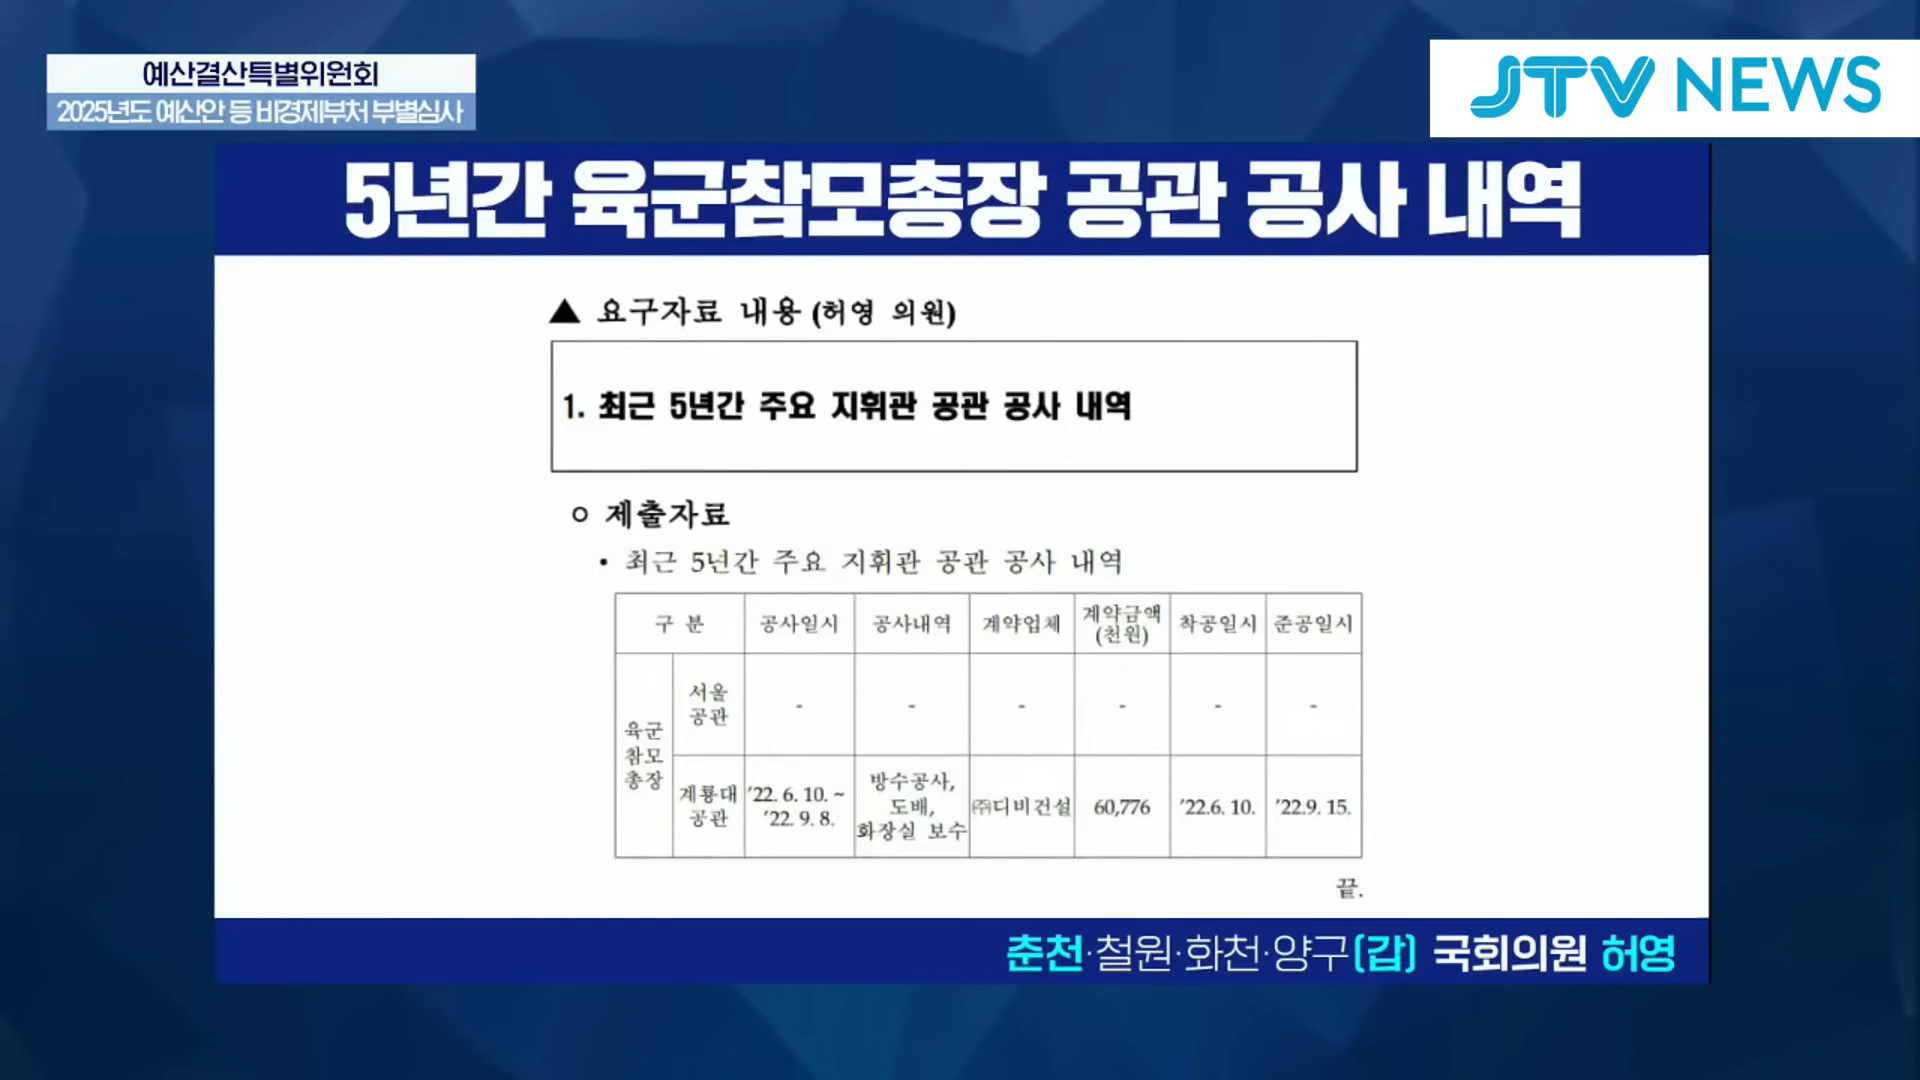 예산결산특별위원회
2025년도 예산안 등 비경제부처 부별심사
JTV NEWS
5년간 육군참모총장 공관 공사 내역
▲ 요구자료 내용 (허영 의원)
1. 최근 5년간 주요 지휘관 공관 공사 내역
○ 제출자료
• 최근 5년간 주요 지휘관 공관 공사 내역
구 분 공사일시 공사내역 계약업체 계약금액 (천원) 착공일시 준공일시
육군
참모
총장
서울
공관
- - - - - -
계룡대
공관
'22. 6. 10. ~
'22. 9. 8.
방수공사,
도배,
화장실 보수
㈜디비건설
60,776
'22.6. 10.
'22.9. 15.
끝.
춘천·철원·화천·양구(갑) 국회의원 허영